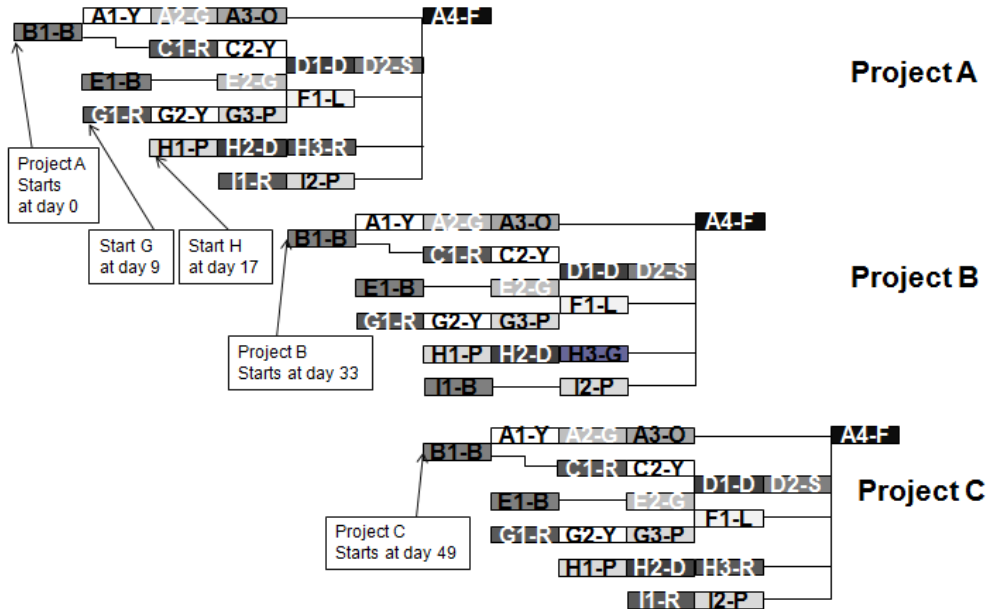 A1-Y A2-G A3-O A4-F
B1-B
C1-R C2-Y
D1-D D2-S
E1-B E2-G
F1-L
G1-R G2-Y G3-P
H1-P H2-D H3-R
I1-R I2-P
Project A
Project A
Starts
at day 0
Start G
at day 9
Start H
at day 17
A1-Y A2-G A3-O A4-F
B1-B
C1-R C2-Y
D1-D D2-S
E1-B E2-G
F1-L
G1-R G2-Y G3-P
H1-P H2-D H3-G
I1-B I2-P
Project B
Project B
Starts at day 33
A1-Y A2-G A3-O A4-F
B1-B
C1-R C2-Y
D1-D D2-S
E1-B E2-G
F1-L
G1-R G2-Y G3-P
H1-P H2-D H3-R
I1-R I2-P
Project C
Project C
Starts at day 49